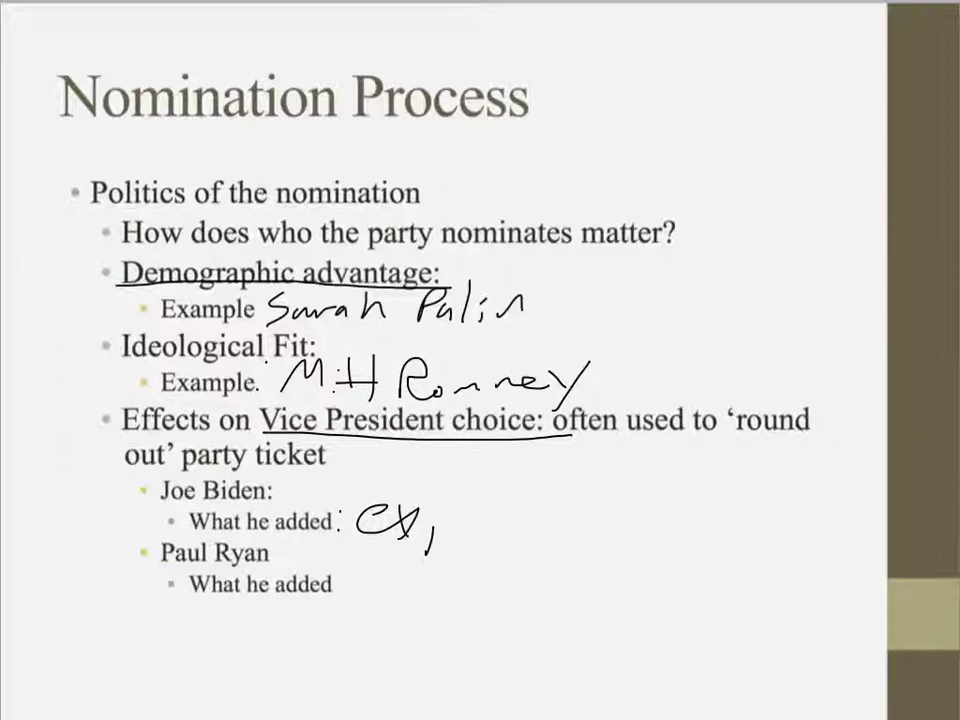 Nomination Process
• Politics of the nomination
• How does who the party nominates matter?
• Demographic advantage:
• Example Sarah Palin
• Ideological Fit:
• Example: Mitt Romney
• Effects on Vice President choice: often used to ‘round
out’ party ticket
• Joe Biden:
• What he added: ex,
• Paul Ryan
• What he added